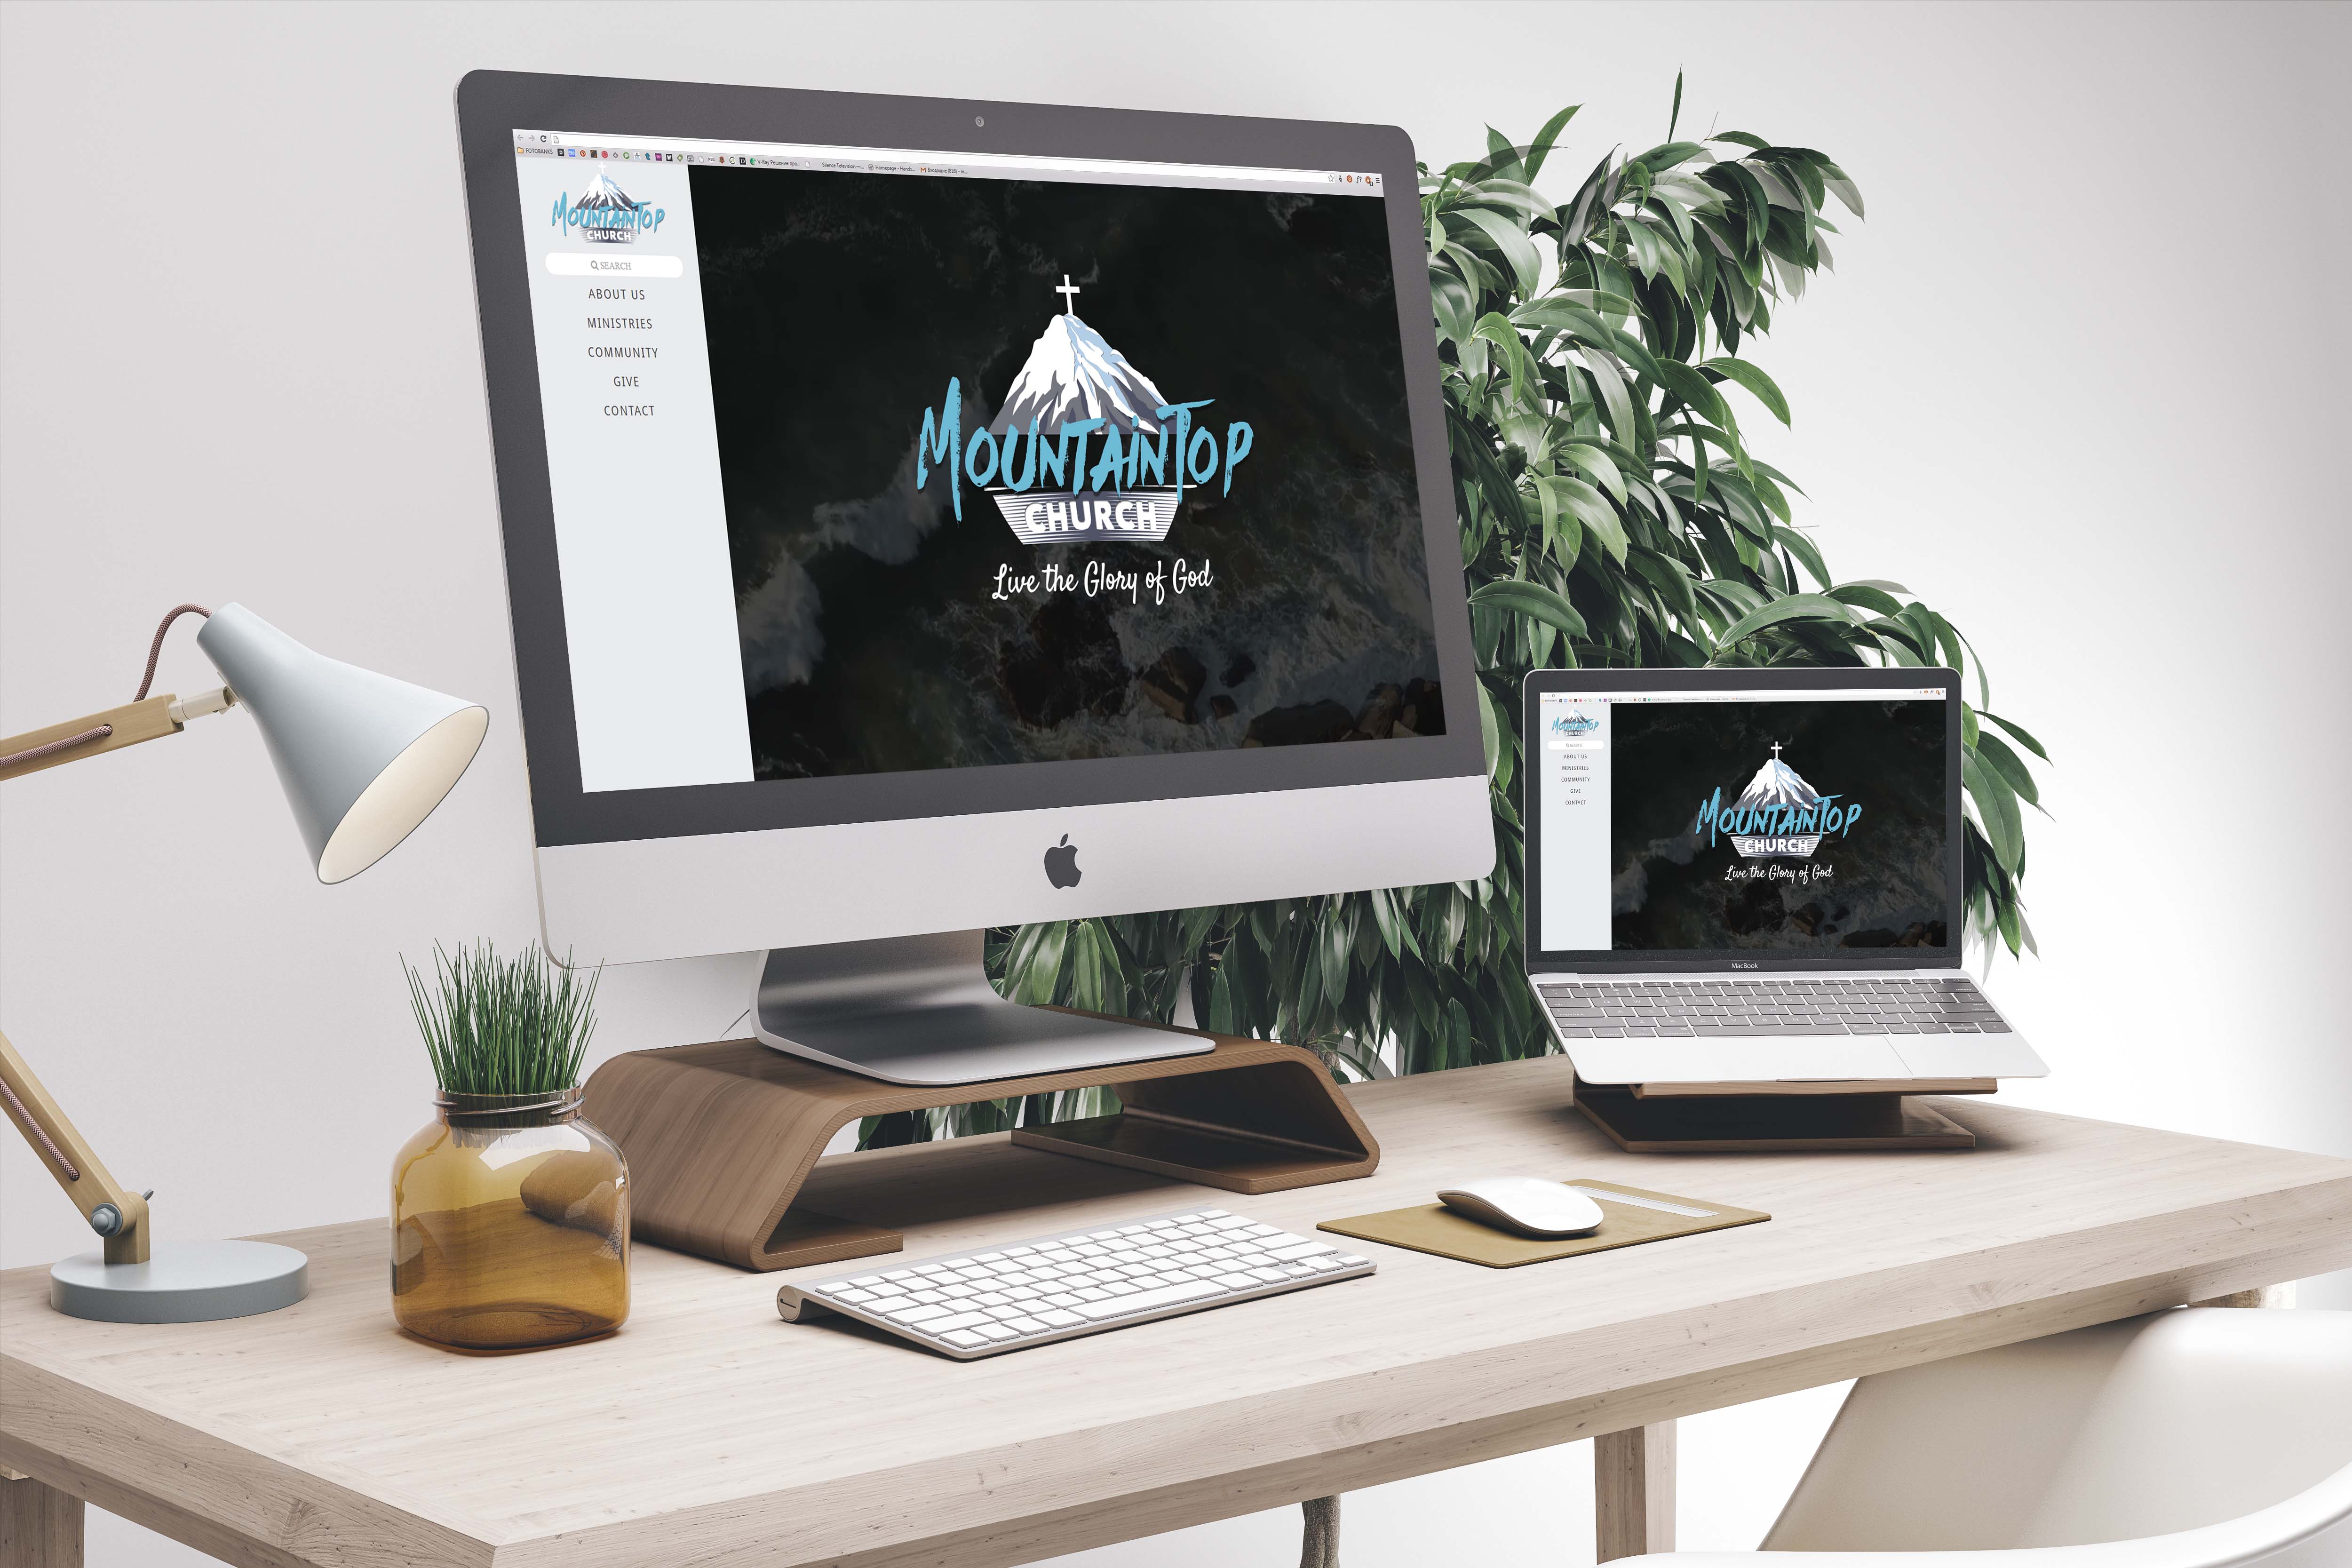 FOTOBANKS
V-Ray Решение про...
Silence Television —...
Homepage - Hands...
Входящие (818) - m...
MOUNTAINTOP
CHURCH
SEARCH
ABOUT US
MINISTRIES
COMMUNITY
GIVE
CONTACT
MOUNTAINTOP
CHURCH
Live the Glory of God
MOUNTAINTOP
CHURCH
SEARCH
ABOUT US
MINISTRIES
COMMUNITY
GIVE
CONTACT
MOUNTAINTOP
CHURCH
Live the Glory of God
MacBook